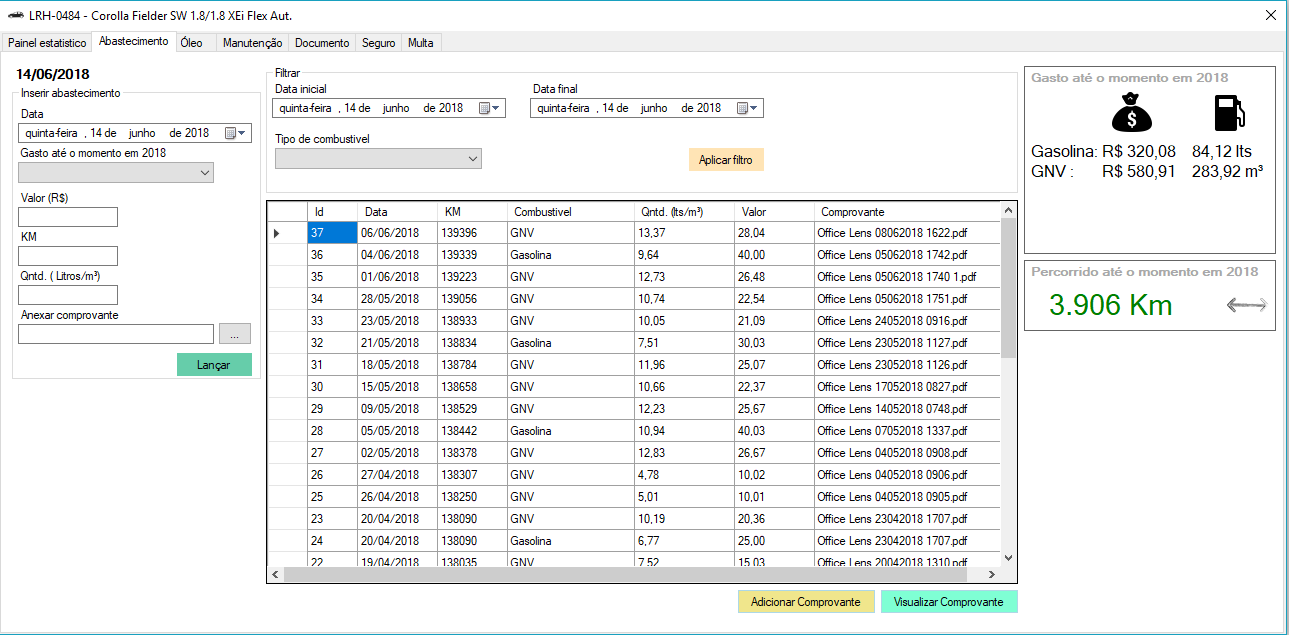 LRH-0484 - Corolla Fielder SW 1.8/1.8 XEi Flex Aut.
Painel estatistico Abastecimento Óleo Manutenção Documento Seguro Multa
14/06/2018
Inserir abastecimento
Data
quinta-feira , 14 de junho de 2018
Gasto até o momento em 2018
Valor (R$)
KM
Qntd. ( Litros/m³)
Anexar comprovante
...
Lançar
Filtrar
Data inicial Data final
quinta-feira , 14 de junho de 2018 quinta-feira , 14 de junho de 2018
Tipo de combustivel
Aplicar filtro
Id Data KM Combustivel Qntd. (lts/m³) Valor Comprovante
37 06/06/2018 139396 GNV 13,37 28,04 Office Lens 08062018 1622.pdf
36 04/06/2018 139339 Gasolina 9,64 40,00 Office Lens 05062018 1742.pdf
35 01/06/2018 139223 GNV 12,73 26,48 Office Lens 05062018 1740 1.pdf
34 28/05/2018 139056 GNV 10,74 22,54 Office Lens 05062018 1751.pdf
33 23/05/2018 138933 GNV 10,05 21,09 Office Lens 24052018 0916.pdf
32 21/05/2018 138834 Gasolina 7,51 30,03 Office Lens 23052018 1127.pdf
31 18/05/2018 138784 GNV 11,96 25,07 Office Lens 23052018 1126.pdf
30 15/05/2018 138658 GNV 10,66 22,37 Office Lens 17052018 0827.pdf
29 09/05/2018 138529 GNV 12,23 25,67 Office Lens 14052018 0748.pdf
28 05/05/2018 138442 Gasolina 10,94 40,03 Office Lens 07052018 1337.pdf
27 02/05/2018 138378 GNV 12,83 26,67 Office Lens 04052018 0908.pdf
26 27/04/2018 138307 GNV 4,78 10,02 Office Lens 04052018 0906.pdf
25 26/04/2018 138250 GNV 5,01 10,01 Office Lens 04052018 0905.pdf
23 20/04/2018 138090 GNV 10,19 20,36 Office Lens 23042018 1707.pdf
24 20/04/2018 138090 Gasolina 6,77 25,00 Office Lens 23042018 1707.pdf
22 19/04/2018 138035 GNV 7,52 15,03 Office Lens 20042018 1310.pdf
Adicionar Comprovante Visualizar Comprovante
Gasto até o momento em 2018
$
Gasolina: R$ 320,08 84,12 lts
GNV : R$ 580,91 283,92 m³
Percorrido até o momento em 2018
3.906 Km